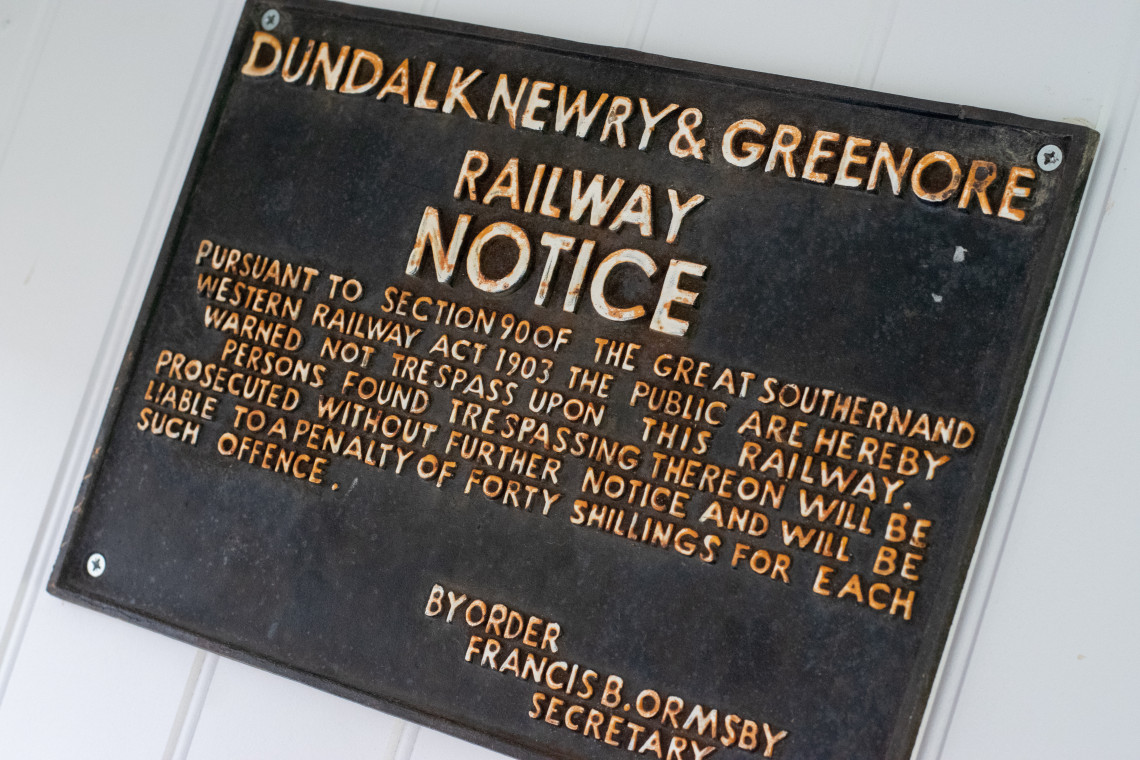 DUNDALK NEWRY & GREENORE
RAILWAY
NOTICE
PURSUANT TO SECTION 90 OF THE GREAT SOUTHERN AND
WESTERN RAILWAY ACT 1903 THE PUBLIC ARE HEREBY
WARNED NOT TRESPASS UPON THIS RAILWAY.
PERSONS FOUND TRESPASSING THEREON WILL BE
PROSECUTED WITHOUT FURTHER NOTICE AND WILL BE
LIABLE TO A PENALTY OF FORTY SHILLINGS FOR EACH
SUCH OFFENCE.
BY ORDER
FRANCIS B. ORMSBY
SECRETARY